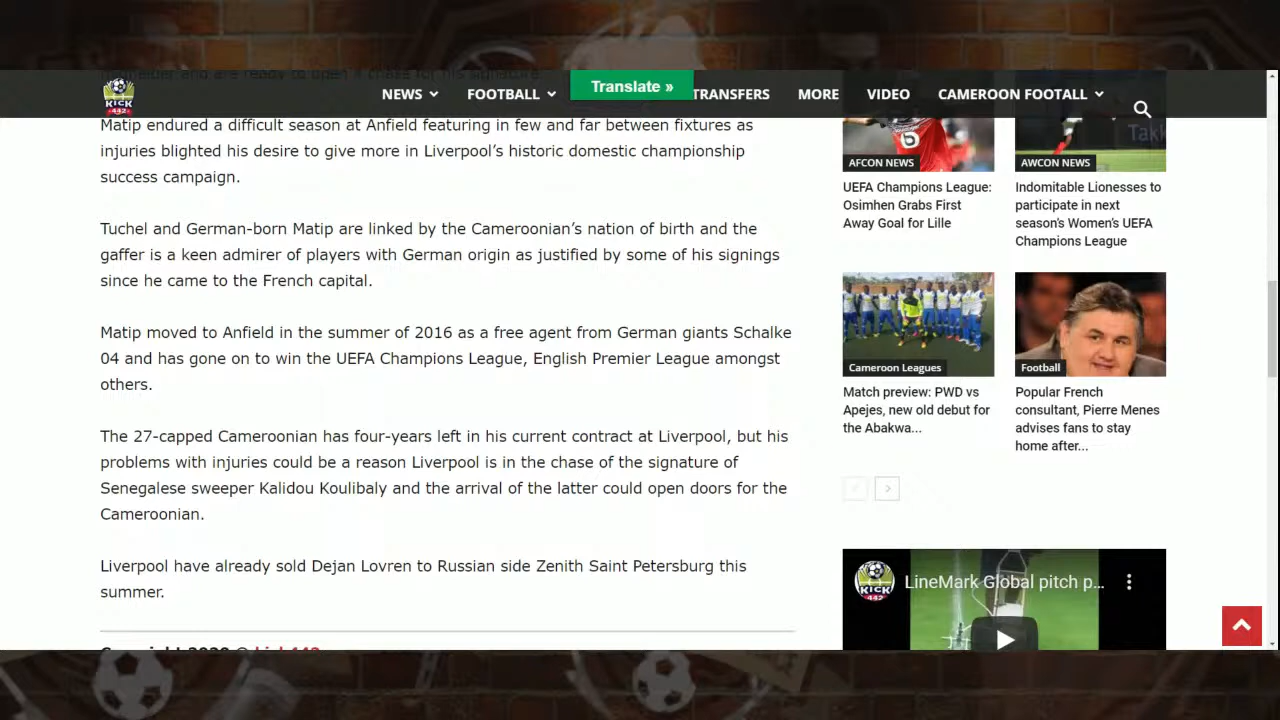 KICK
442
NEWS
FOOTBALL
Translate »
TRANSFERS
MORE
VIDEO
CAMEROON FOOTALL
and are ready to open a chase for his signature.
Matip endured a difficult season at Anfield featuring in few and far between fixtures as
injuries blighted his desire to give more in Liverpool’s historic domestic championship
success campaign.
Tuchel and German-born Matip are linked by the Cameroonian’s nation of birth and the
gaffer is a keen admirer of players with German origin as justified by some of his signings
since he came to the French capital.
Matip moved to Anfield in the summer of 2016 as a free agent from German giants Schalke
04 and has gone on to win the UEFA Champions League, English Premier League amongst
others.
The 27-capped Cameroonian has four-years left in his current contract at Liverpool, but his
problems with injuries could be a reason Liverpool is in the chase of the signature of
Senegalese sweeper Kalidou Koulibaly and the arrival of the latter could open doors for the
Cameroonian.
Liverpool have already sold Dejan Lovren to Russian side Zenith Saint Petersburg this
summer.
AFCON NEWS
UEFA Champions League:
Osimhen Grabs First
Away Goal for Lille
Takk
AWCON NEWS
Indomitable Lionesses to
participate in next
season’s Women’s UEFA
Champions League
Cameroon Leagues
Match preview: PWD vs
Apejes, new old debut for
the Abakwa...
Football
Popular French
consultant, Pierre Menes
advises fans to stay
home after...
LineMark Global pitch p...